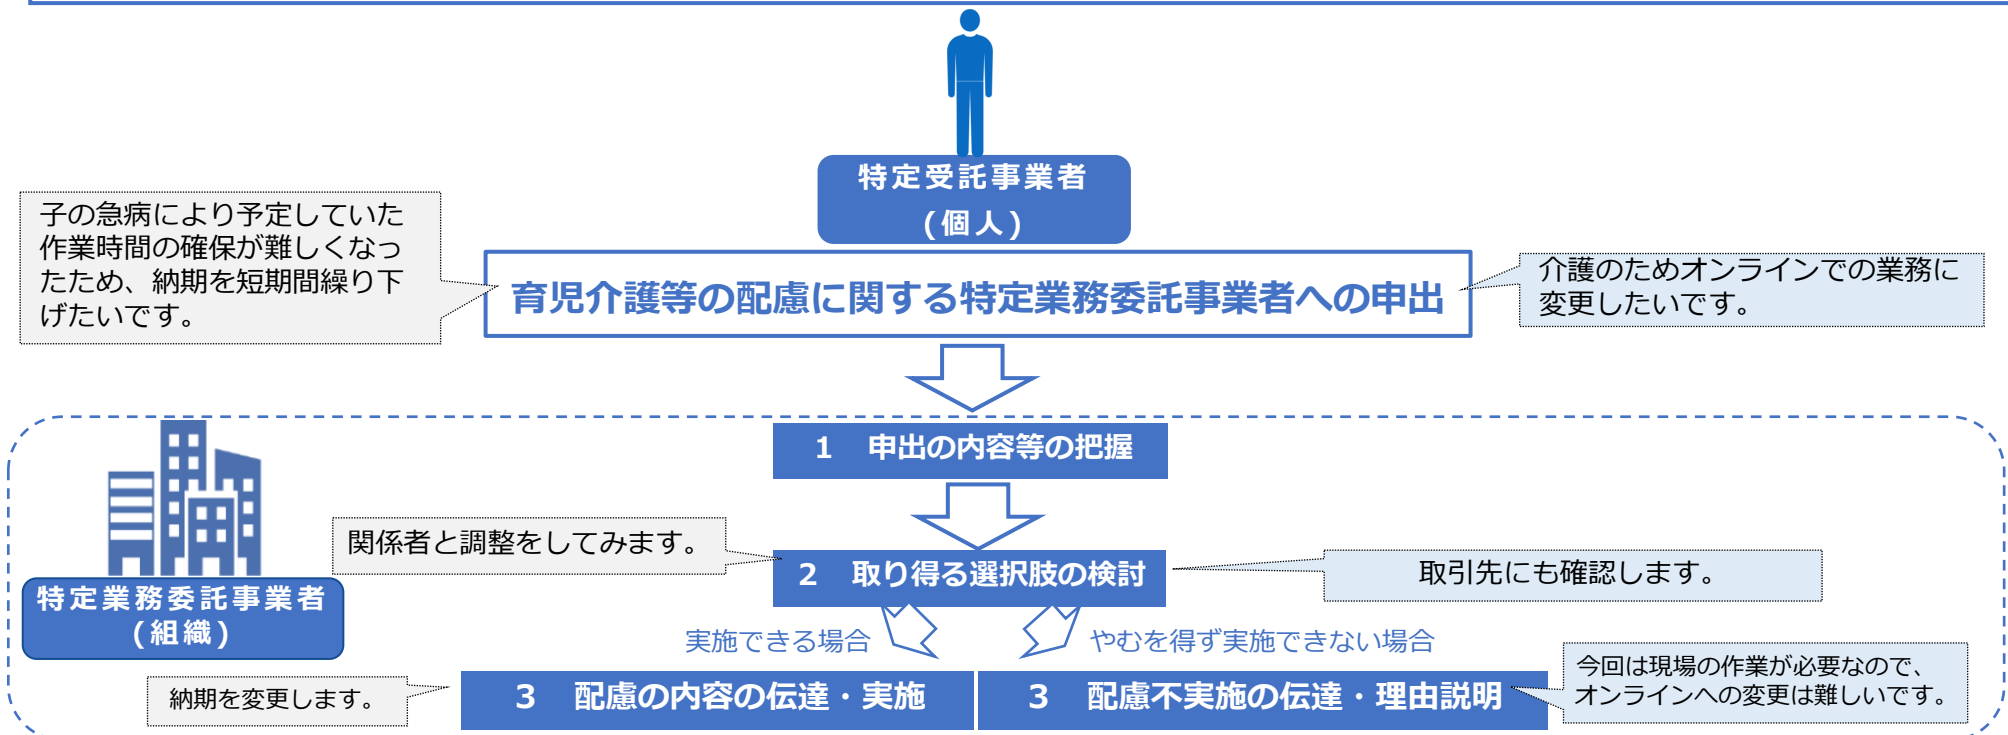 特定受託事業者
(個人)
子の急病により予定していた
作業時間の確保が難しくなっ
たため、納期を短期間繰り下
げたいです。
育児介護等の配慮に関する特定業務委託事業者への申出
介護のためオンラインでの業務に
変更したいです。
1　申出の内容等の把握
関係者と調整をしてみます。
2　取り得る選択肢の検討
取引先にも確認します。
特定業務委託事業者
(組織)
実施できる場合
やむを得ず実施できない場合
納期を変更します。
3　配慮の内容の伝達・実施
3　配慮不実施の伝達・理由説明
今回は現場の作業が必要なので、
オンラインへの変更は難しいです。